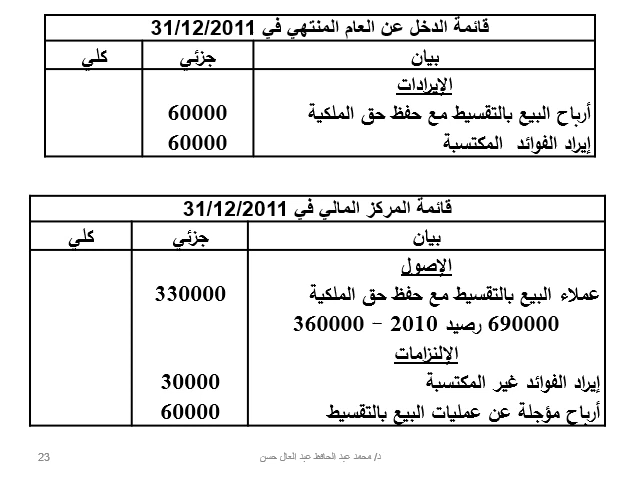 قائمة الدخل عن العام المنتهي في 31/12/2011
بيان جزئي كلي
الإيرادات
أرباح البيع بالتقسيط مع حفظ حق الملكية 60000
إيراد الفوائد المكتسبة 60000
قائمة المركز المالي في 31/12/2011
بيان جزئي كلي
الإصول
عملاء البيع بالتقسيط مع حفظ حق الملكية 330000
690000 رصيد 2010 – 360000
الإلتزامات
إيراد الفوائد غير المكتسبة 30000
أرباح مؤجلة عن عمليات البيع بالتقسيط 60000
د/ محمد عبد الحافظ عبد العال حسن
23